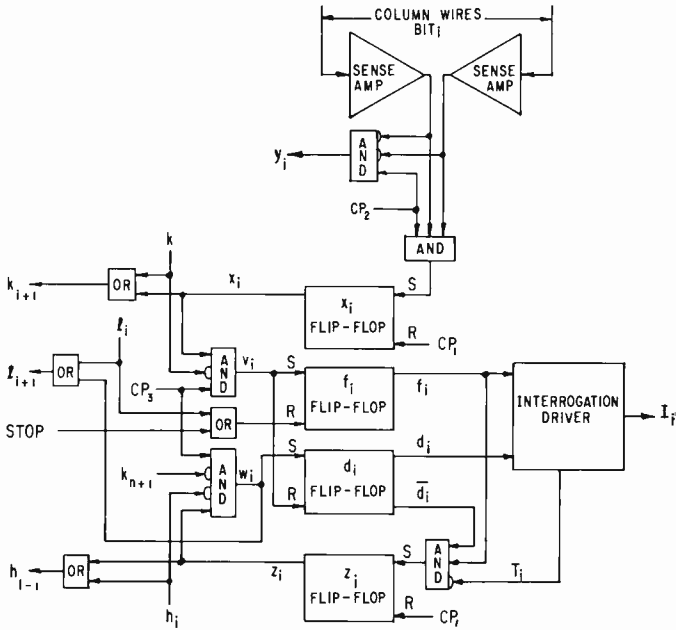 COLUMN WIRES
BITᵢ
SENSE
AMP
SENSE
AMP
AND
yᵢ
CP₂
k
AND
kᵢ₊₁
OR
xᵢ
S
xᵢ
FLIP-FLOP
R
CP₁
ℓᵢ
ℓᵢ₊₁
OR
AND
vᵢ
S
fᵢ
FLIP-FLOP
fᵢ
INTERROGATION
DRIVER
Iᵢ
CP₃
OR
R
STOP
AND
wᵢ
S
dᵢ
FLIP-FLOP
dᵢ
kₙ₊₁
R
d̅ᵢ
AND
S
Tᵢ
hᵢ₋₁
OR
zᵢ
zᵢ
FLIP-FLOP
R
CP₁
hᵢ